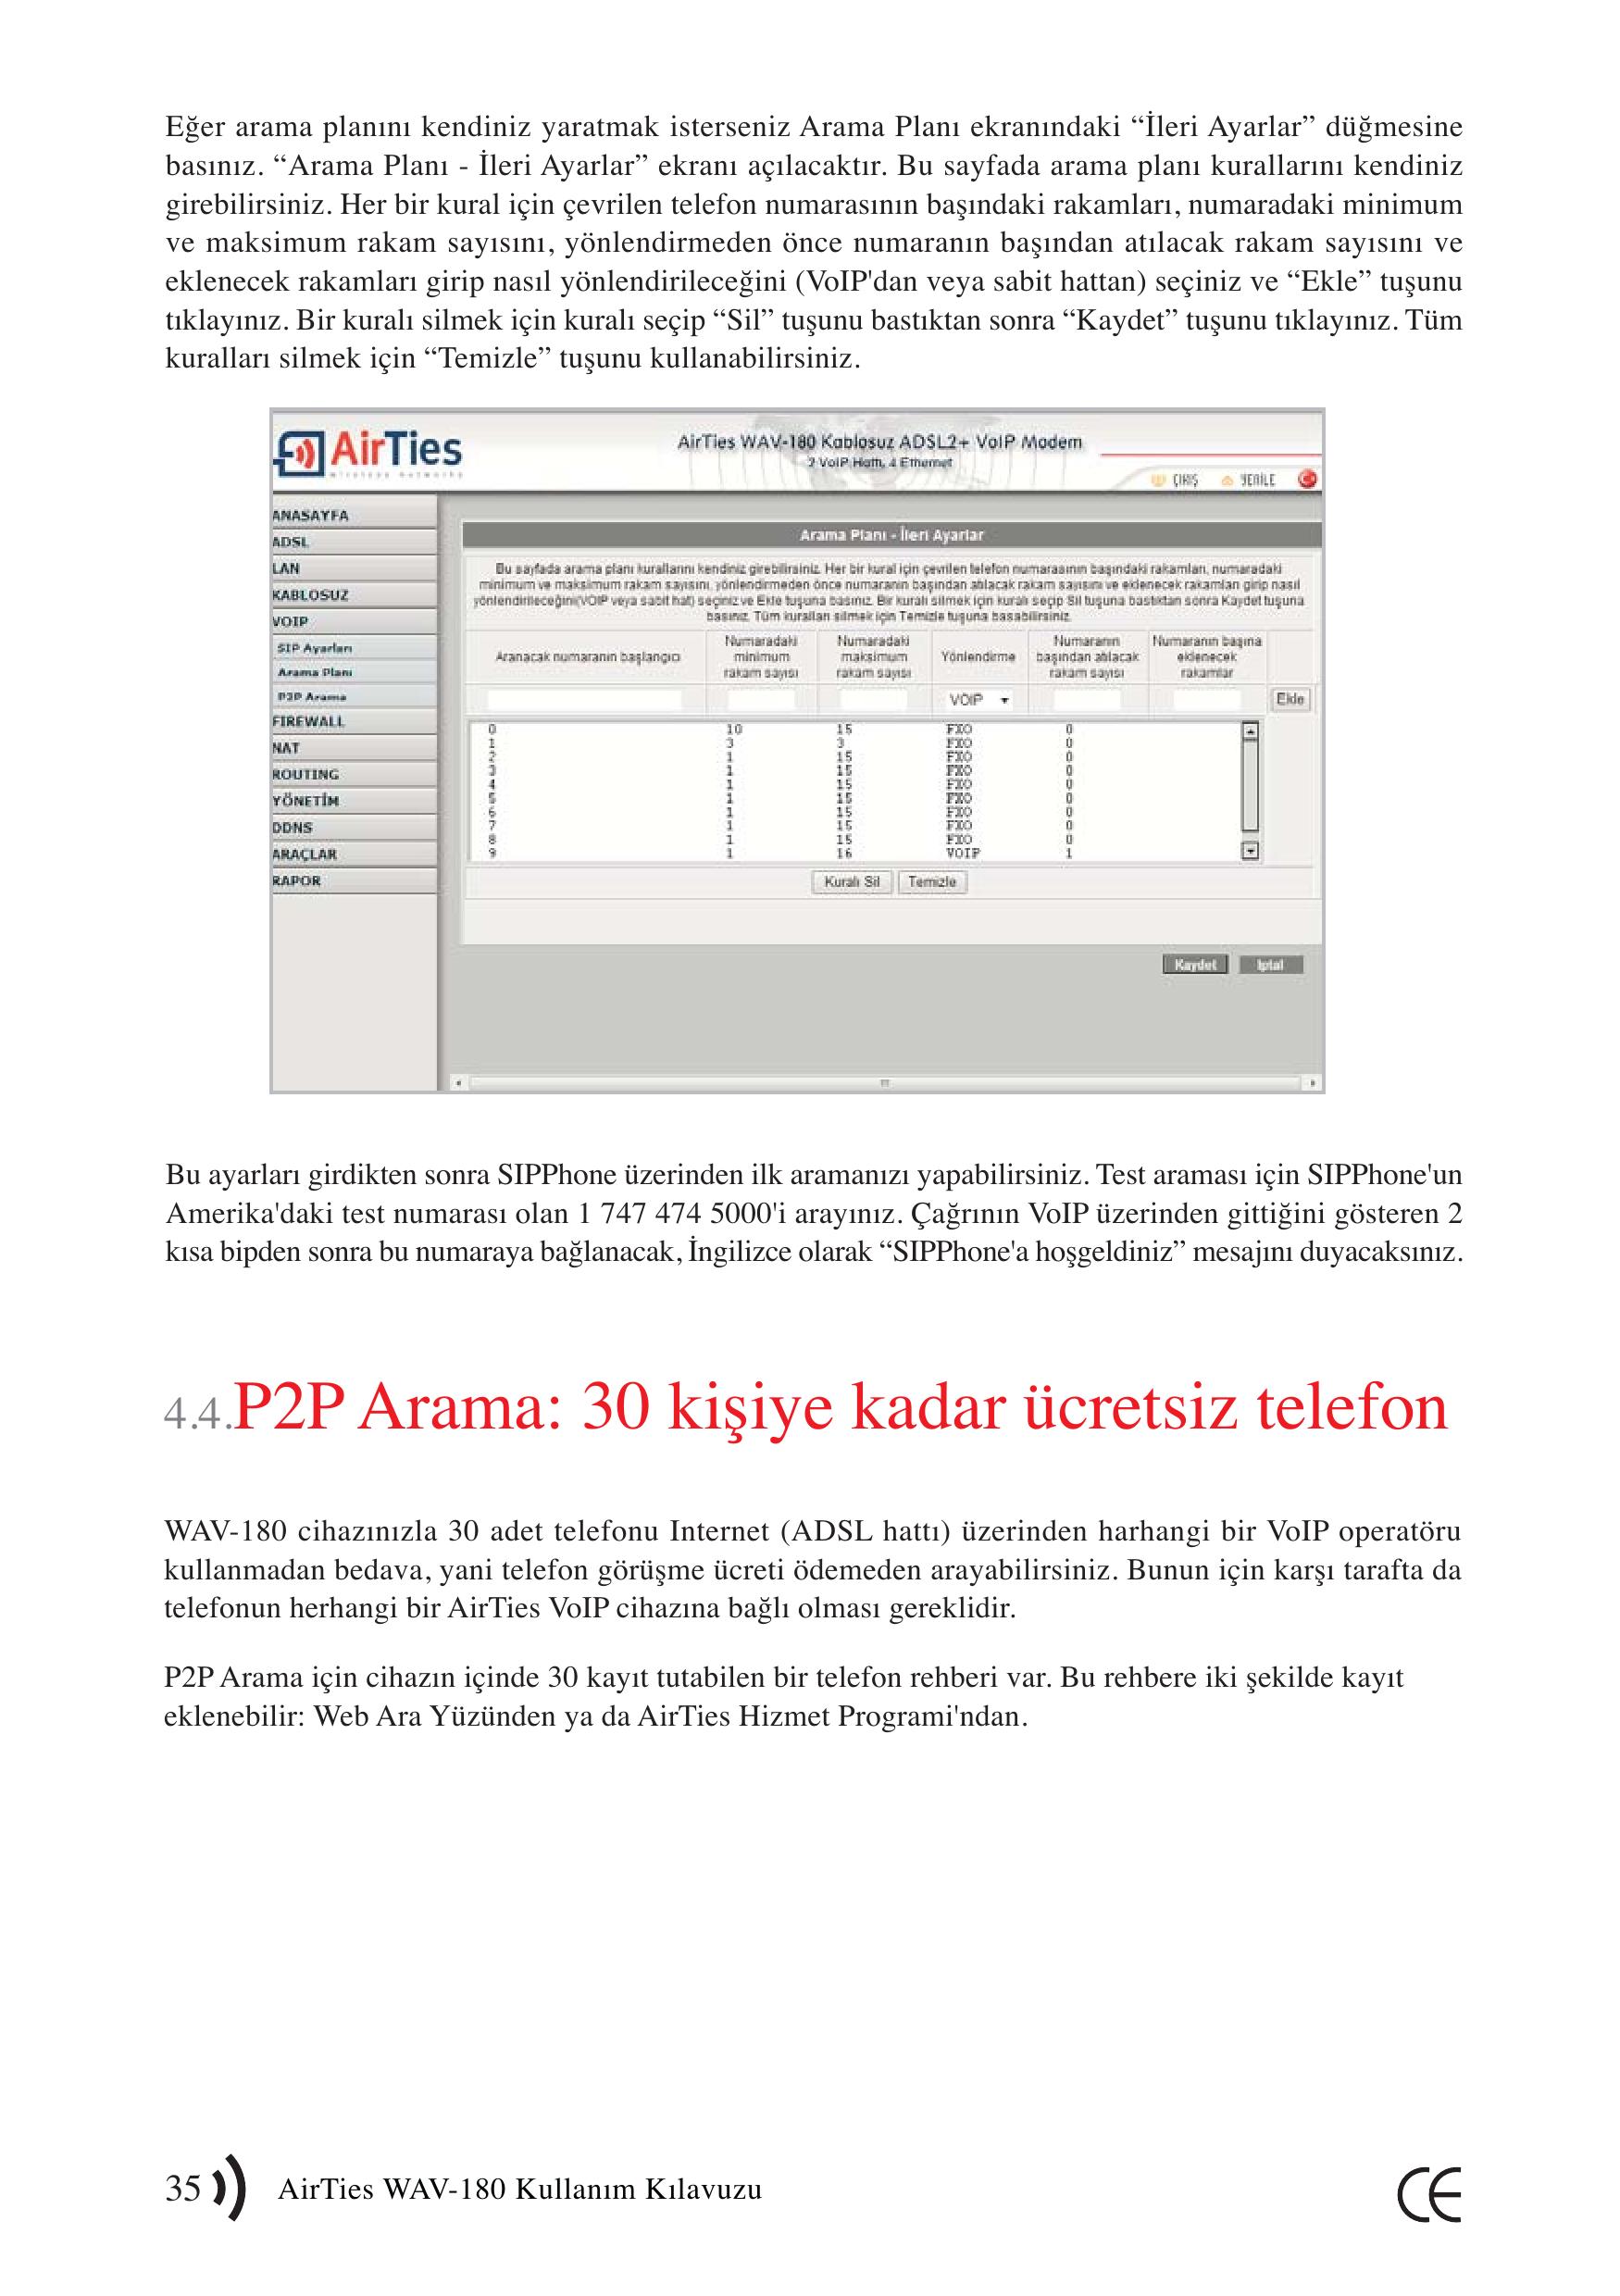 Eğer arama planını kendiniz yaratmak isterseniz Arama Planı ekranındaki “İleri Ayarlar” düğmesine
basınız. “Arama Planı - İleri Ayarlar” ekranı açılacaktır. Bu sayfada arama planı kurallarını kendiniz
girebilirsiniz. Her bir kural için çevrilen telefon numarasının başındaki rakamları, numaradaki minimum
ve maksimum rakam sayısını, yönlendirmeden önce numaranın başından atılacak rakam sayısını ve
eklenecek rakamları girip nasıl yönlendirileceğini (VoIP'dan veya sabit hattan) seçiniz ve “Ekle” tuşunu
tıklayınız. Bir kuralı silmek için kuralı seçip “Sil” tuşunu bastıktan sonra “Kaydet” tuşunu tıklayınız. Tüm
kuralları silmek için “Temizle” tuşunu kullanabilirsiniz.
AirTies
wireless networks
AirTies WAV-180 Kablosuz ADSL2+ VoIP Modem
2 VoIP Hattı, 4 Ethernet
ÇIKIŞ YENİLE
ANASAYFA
ADSL
LAN
KABLOSUZ
VOIP
SIP Ayarları
Arama Planı
P2P Arama
FIREWALL
NAT
ROUTING
YÖNETİM
DDNS
ARAÇLAR
RAPOR
Arama Planı - İleri Ayarlar
Bu sayfada arama planı kurallarını kendiniz girebilirsiniz. Her bir kural için çevrilen telefon numarasının başındaki rakamları, numaradaki
minimum ve maksimum rakam sayısını, yönlendirmeden önce numaranın başından atılacak rakam sayısını ve eklenecek rakamları girip nasıl
yönlendirileceğini(VOIP veya sabit hat) seçiniz ve Ekle tuşuna basınız. Bir kuralı silmek için kuralı seçip Sil tuşuna bastıktan sonra Kaydet tuşuna
basınız. Tüm kuralları silmek için Temizle tuşuna basabilirsiniz.
Aranacak numaranın başlangıcı
Numaradaki minimum rakam sayısı
Numaradaki maksimum rakam sayısı
Yönlendirme
Numaranın başından atılacak rakam sayısı
Numaranın başına eklenecek rakamlar
VOIP Ekle
0 10 15 FXO 0
1 3 3 FXO 0
2 1 15 FXO 0
3 1 15 FXO 0
4 1 15 FXO 0
5 1 15 FXO 0
6 1 15 FXO 0
7 1 15 FXO 0
8 1 15 FXO 0
9 1 16 VOIP 1
Kuralı Sil Temizle
Kaydet İptal
Bu ayarları girdikten sonra SIPPhone üzerinden ilk aramanızı yapabilirsiniz. Test araması için SIPPhone'un
Amerika'daki test numarası olan 1 747 474 5000'i arayınız. Çağrının VoIP üzerinden gittiğini gösteren 2
kısa bipden sonra bu numaraya bağlanacak, İngilizce olarak “SIPPhone'a hoşgeldiniz” mesajını duyacaksınız.
4.4.P2P Arama: 30 kişiye kadar ücretsiz telefon
WAV-180 cihazınızla 30 adet telefonu Internet (ADSL hattı) üzerinden harhangi bir VoIP operatöru
kullanmadan bedava, yani telefon görüşme ücreti ödemeden arayabilirsiniz. Bunun için karşı tarafta da
telefonun herhangi bir AirTies VoIP cihazına bağlı olması gereklidir.
P2P Arama için cihazın içinde 30 kayıt tutabilen bir telefon rehberi var. Bu rehbere iki şekilde kayıt
eklenebilir: Web Ara Yüzünden ya da AirTies Hizmet Programi'ndan.
35 AirTies WAV-180 Kullanım Kılavuzu
CE